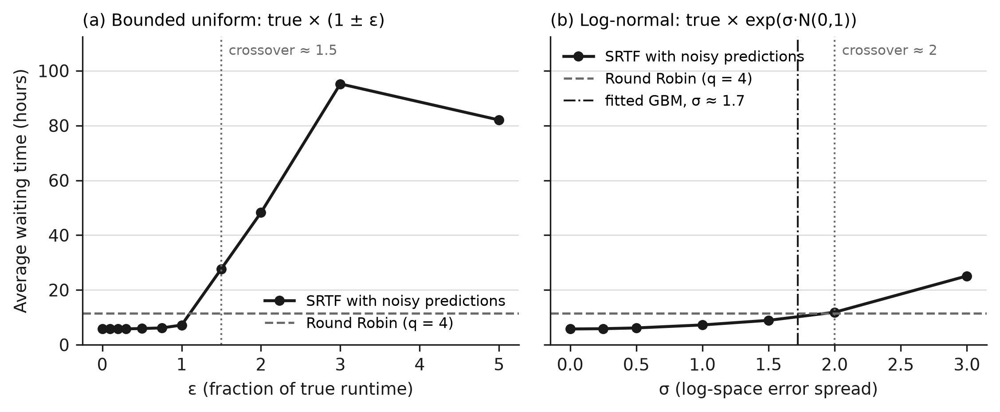 (a) Bounded uniform: true × (1 ± ε)
crossover ≈ 1.5
Average waiting time (hours)
100
80
60
40
20
0
SRTF with noisy predictions
Round Robin (q = 4)
0 1 2 3 4 5
ε (fraction of true runtime)
(b) Log-normal: true × exp(σ·N(0,1))
SRTF with noisy predictions
Round Robin (q = 4)
fitted GBM, σ ≈ 1.7
crossover ≈ 2
0.0 0.5 1.0 1.5 2.0 2.5 3.0
σ (log-space error spread)